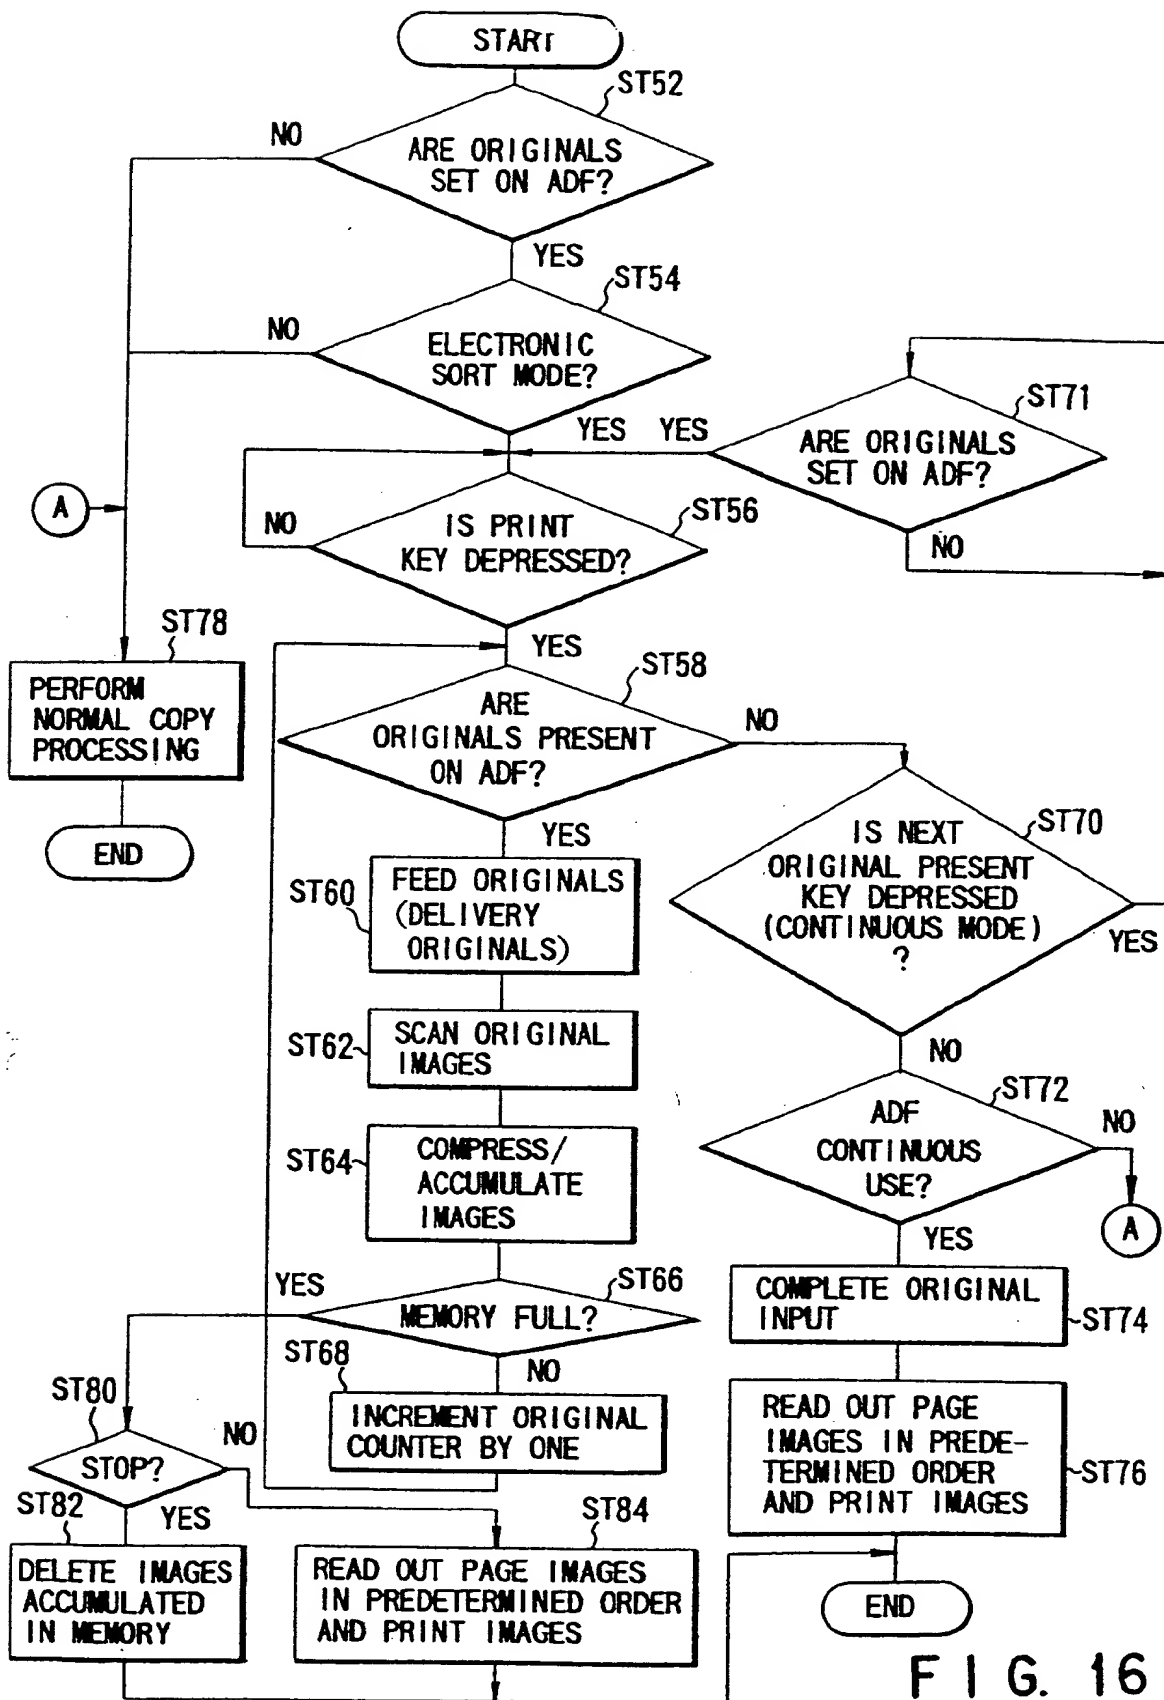 START
ST52
NO
ARE ORIGINALS
SET ON ADF?
YES
ST54
NO
ELECTRONIC
SORT MODE?
ST71
YES
YES
ARE ORIGINALS
SET ON ADF?
A
NO
IS PRINT
KEY DEPRESSED?
ST56
NO
ST78
YES
ST58
PERFORM
NORMAL COPY
PROCESSING
ARE
ORIGINALS PRESENT
ON ADF?
NO
END
YES
IS NEXT
ORIGINAL PRESENT
KEY DEPRESSED
(CONTINUOUS MODE)
?
ST70
YES
ST60
FEED ORIGINALS
(DELIVERY
ORIGINALS)
ST62
SCAN ORIGINAL
IMAGES
NO
ST72
ADF
CONTINUOUS
USE?
NO
A
ST64
COMPRESS/
ACCUMULATE
IMAGES
YES
YES
ST66
MEMORY FULL?
COMPLETE ORIGINAL
INPUT
ST74
ST68
NO
INCREMENT ORIGINAL
COUNTER BY ONE
ST80
NO
STOP?
READ OUT PAGE
IMAGES IN PREDE-
TERMINED ORDER
AND PRINT IMAGES
ST76
ST82
YES
ST84
DELETE IMAGES
ACCUMULATED
IN MEMORY
READ OUT PAGE IMAGES
IN PREDETERMINED ORDER
AND PRINT IMAGES
END
FIG. 16